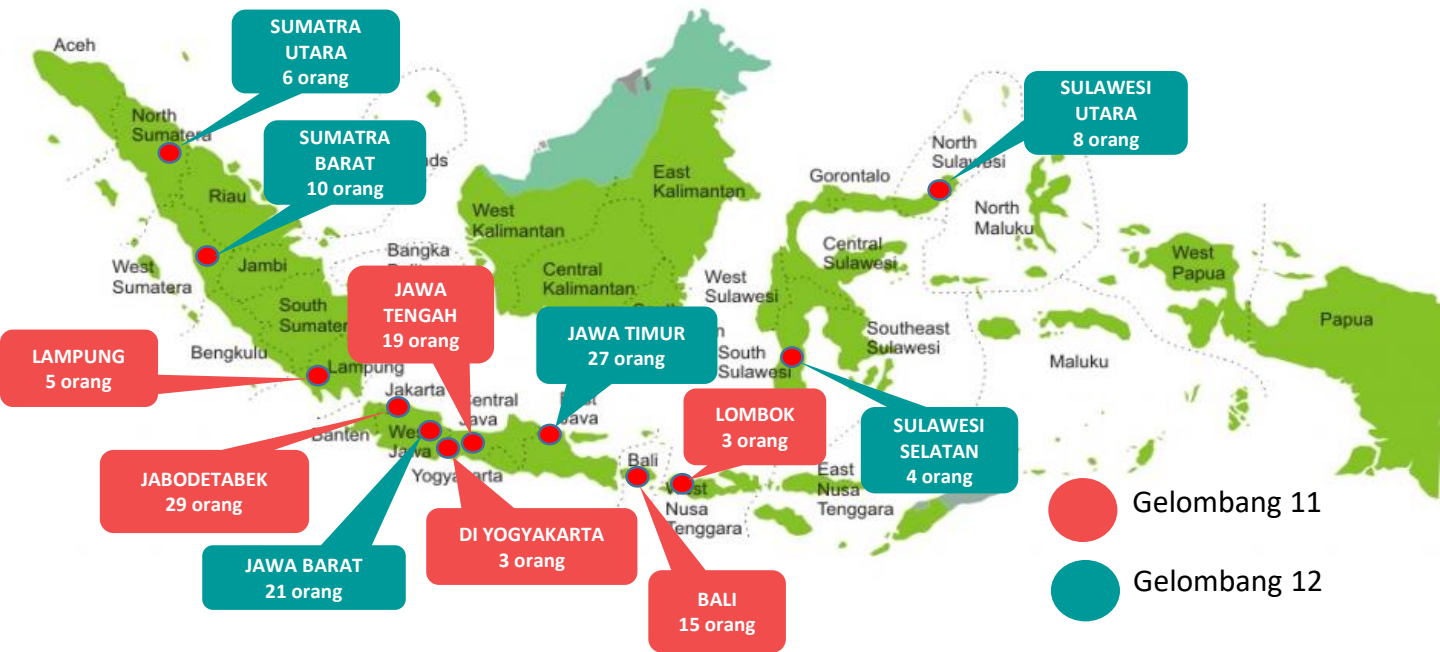 Aceh
SUMATRA
UTARA
6 orang
North
Sumatera
SUMATRA
BARAT
10 orang
nds
Riau
West
Sumatera
Jambi
Bangka
South
Sumater
Bengkulu
Lampung
LAMPUNG
5 orang
JAWA
TENGAH
19 orang
West
Kalimantan
East
Kalimantan
Central
Kalimantan
JAWA TIMUR
27 orang
West
Sulawesi
South
Sulawesi
Gorontalo
Central
Sulawesi
Southeast
Sulawesi
North
Sulawesi
SULAWESI
UTARA
8 orang
North
Maluku
West
Papua
Papua
Maluku
Jakarta
Banten
West
Jawa
Central
Java
East
Java
Yogyakarta
JABODETABEK
29 orang
JAWA BARAT
21 orang
DI YOGYAKARTA
3 orang
Bali
BALI
15 orang
LOMBOK
3 orang
West
Nusa
Tenggara
East
Nusa
Tenggara
SULAWESI
SELATAN
4 orang
Gelombang 11
Gelombang 12